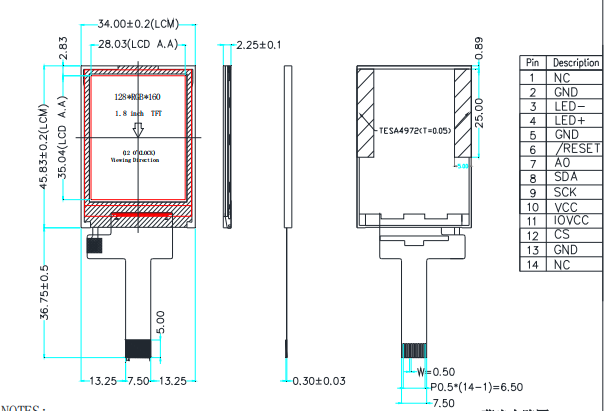 34.00±0.2(LCM)
28.03(LCD A.A)
2.83
45.83±0.2(LCM)
35.04(LCD A.A)
128*RGB*160
1.8 inch TFT
Viewing Direction
36.75±0.5
5.00
13.25
7.50
13.25
2.25±0.1
0.30±0.03
0.89
25.00
TESA4972(T=0.05)
W=0.50
P0.5*(14-1)=6.50
7.50
Pin Description
1 NC
2 GND
3 LED-
4 LED+
5 GND
6 /RESET
7 A0
8 SDA
9 SCK
10 VCC
11 IOVCC
12 CS
13 GND
14 NC
NOTES: